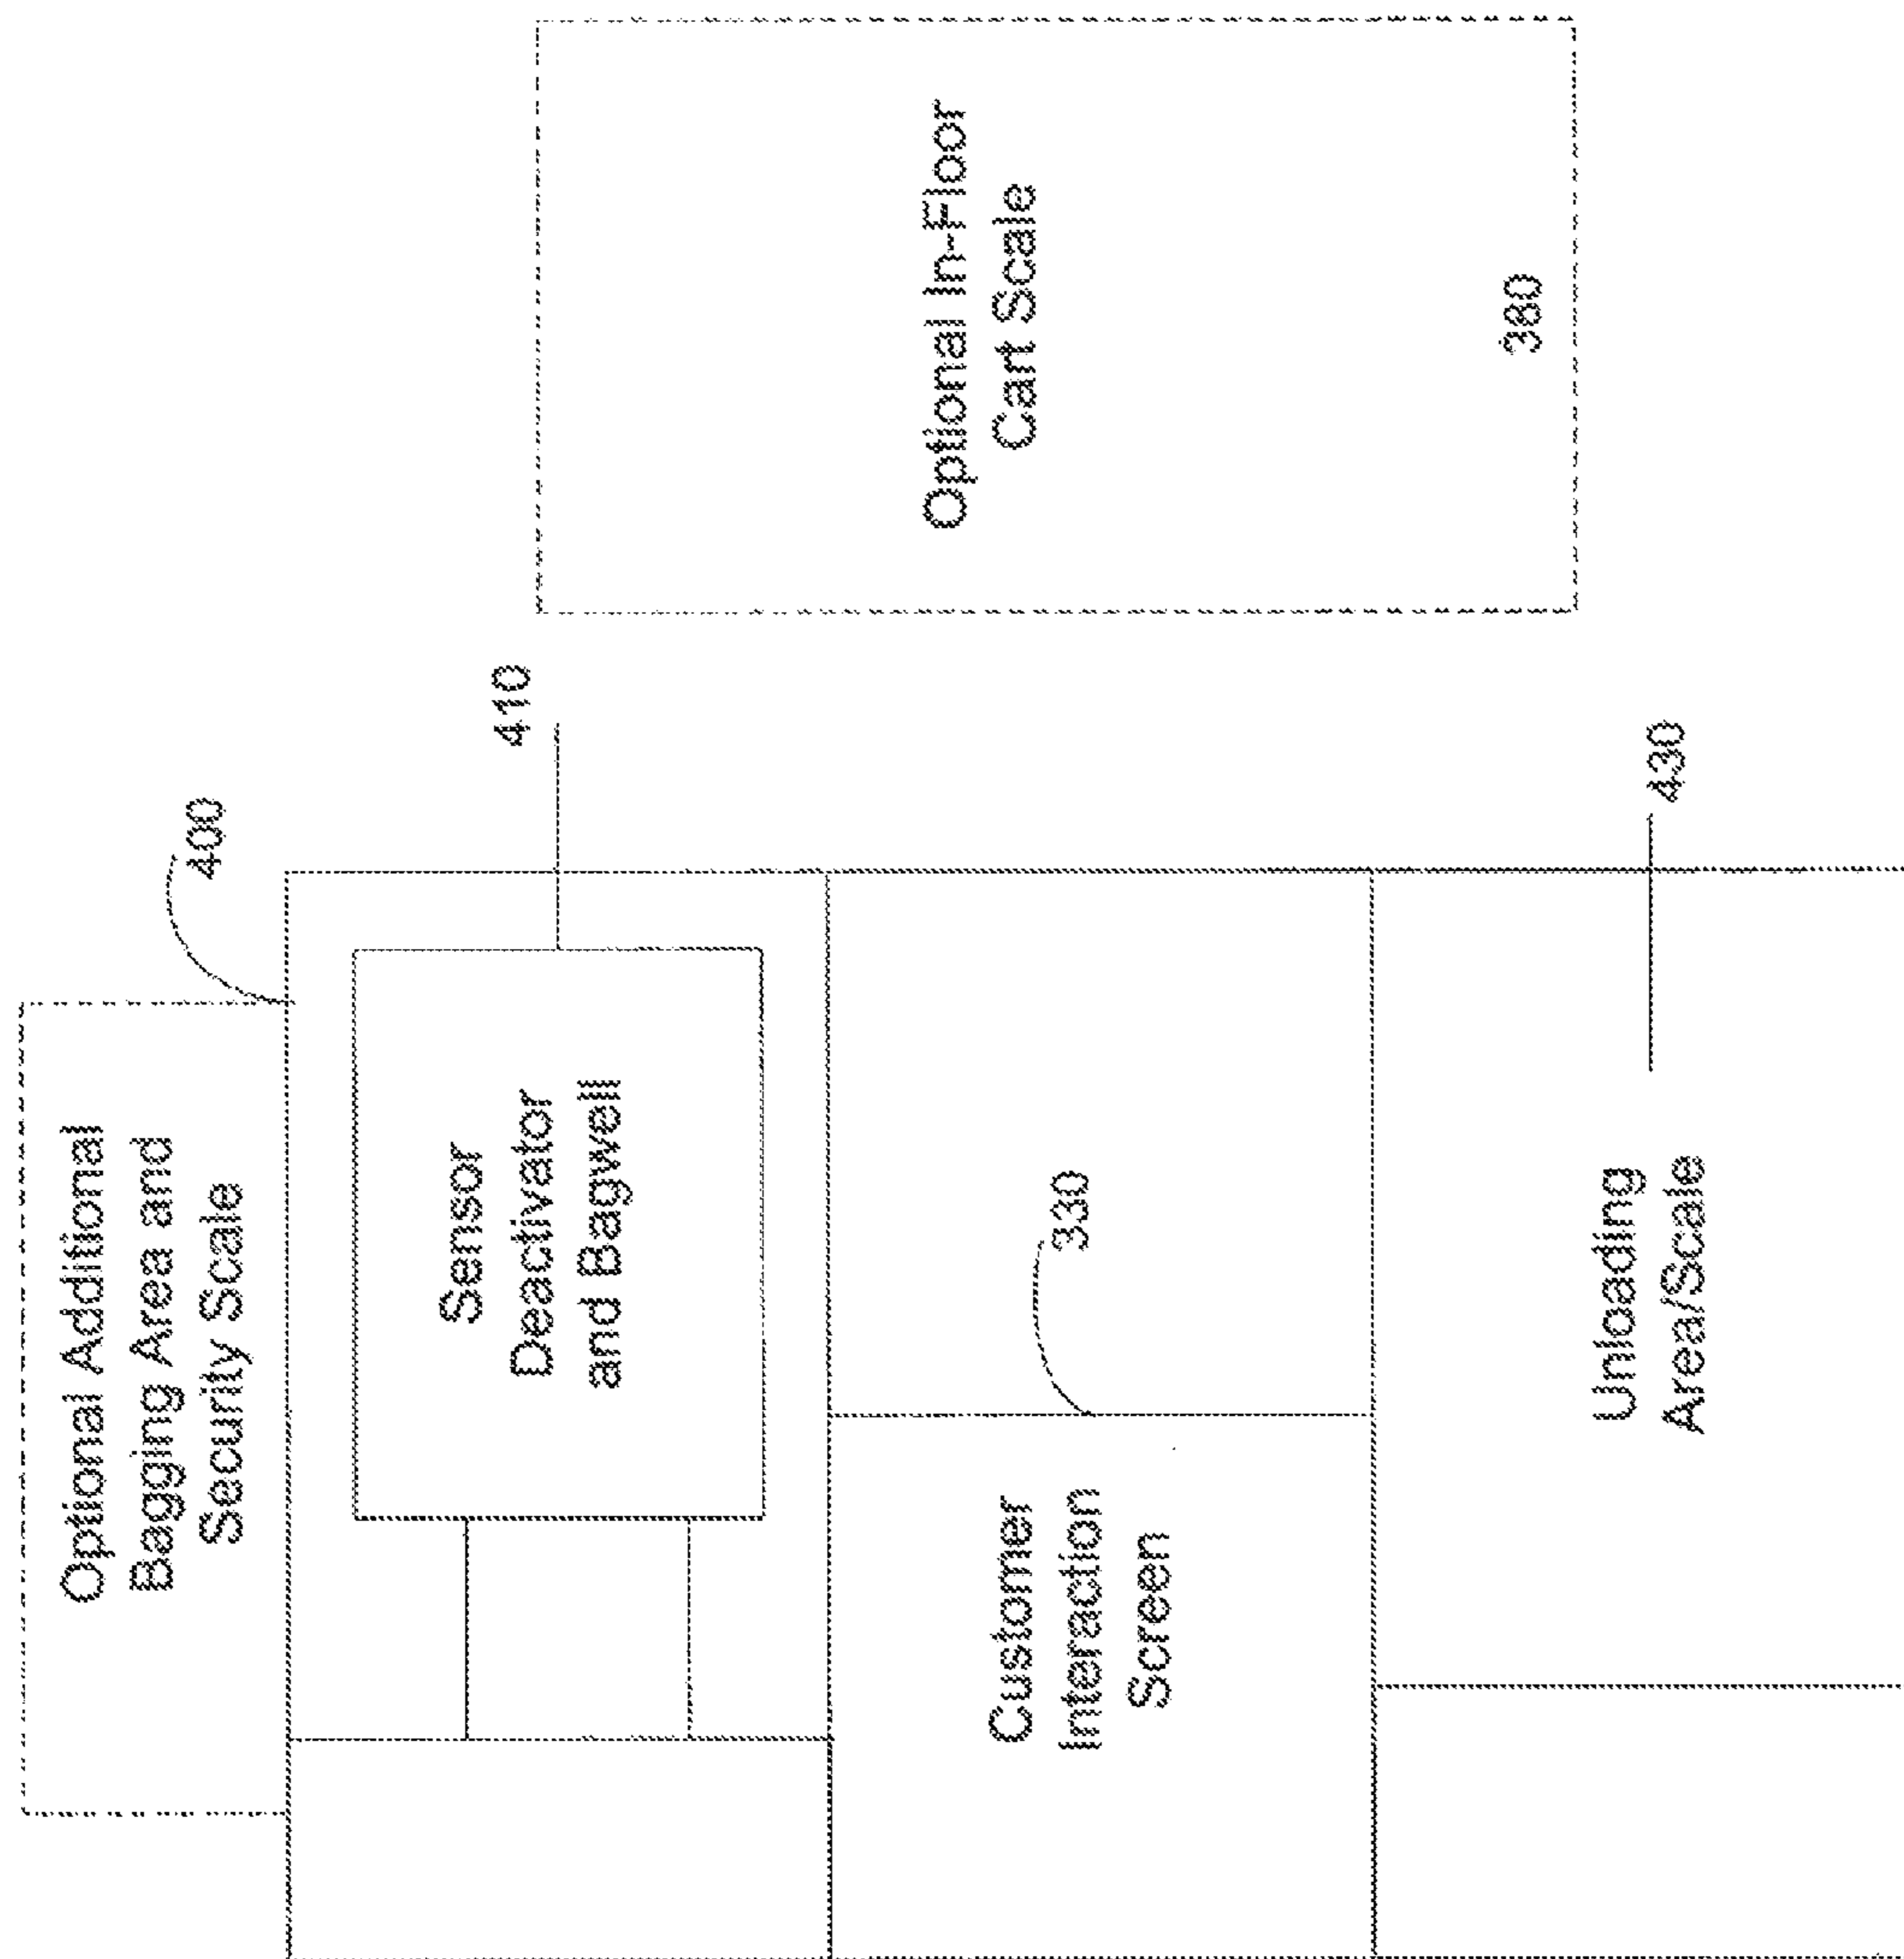 Optional Additional
Bagging Area and
Security Scale
400
Sensor
Deactivator
and Bagwell
410
Customer
Interaction
Screen
330
Unloading
Area/Scale
430
Optional In-Floor
Cart Scale
380